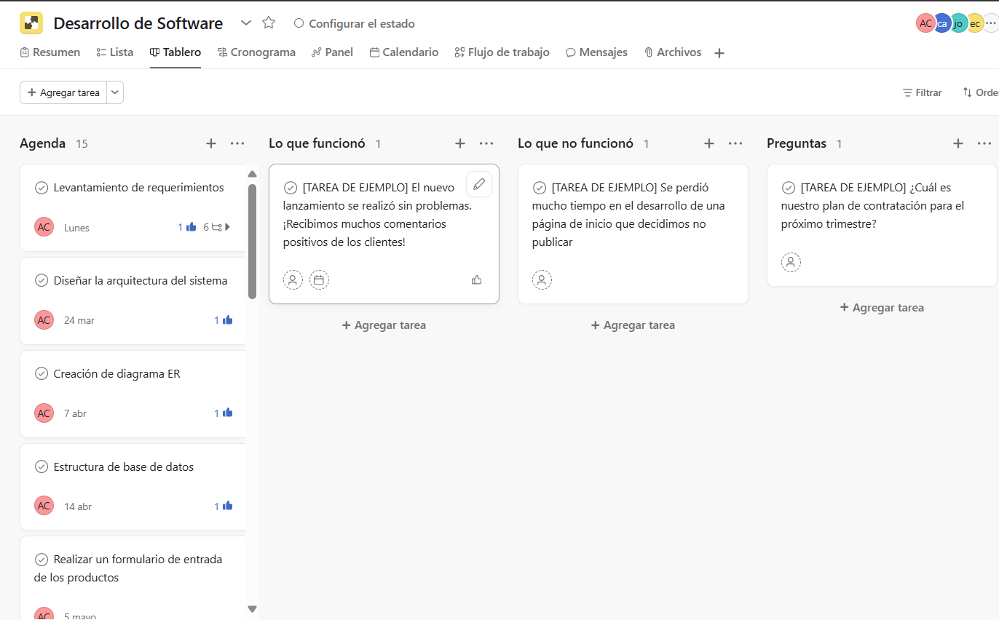 Desarrollo de Software
Configurar el estado
AC ca jo ec
Resumen Lista Tablero Cronograma Panel Calendario Flujo de trabajo Mensajes Archivos
Agregar tarea
Filtrar
Orde
Agenda 15
Levantamiento de requerimientos
AC Lunes 1 6
Diseñar la arquitectura del sistema
AC 24 mar 1
Creación de diagrama ER
AC 7 abr 1
Estructura de base de datos
AC 14 abr 1
Realizar un formulario de entrada
de los productos
AC 5 mayo
Lo que funcionó 1
[TAREA DE EJEMPLO] El nuevo
lanzamiento se realizó sin problemas.
¡Recibimos muchos comentarios
positivos de los clientes!
+ Agregar tarea
Lo que no funcionó 1
[TAREA DE EJEMPLO] Se perdió
mucho tiempo en el desarrollo de una
página de inicio que decidimos no
publicar
+ Agregar tarea
Preguntas 1
[TAREA DE EJEMPLO] ¿Cuál es
nuestro plan de contratación para el
próximo trimestre?
+ Agregar tarea